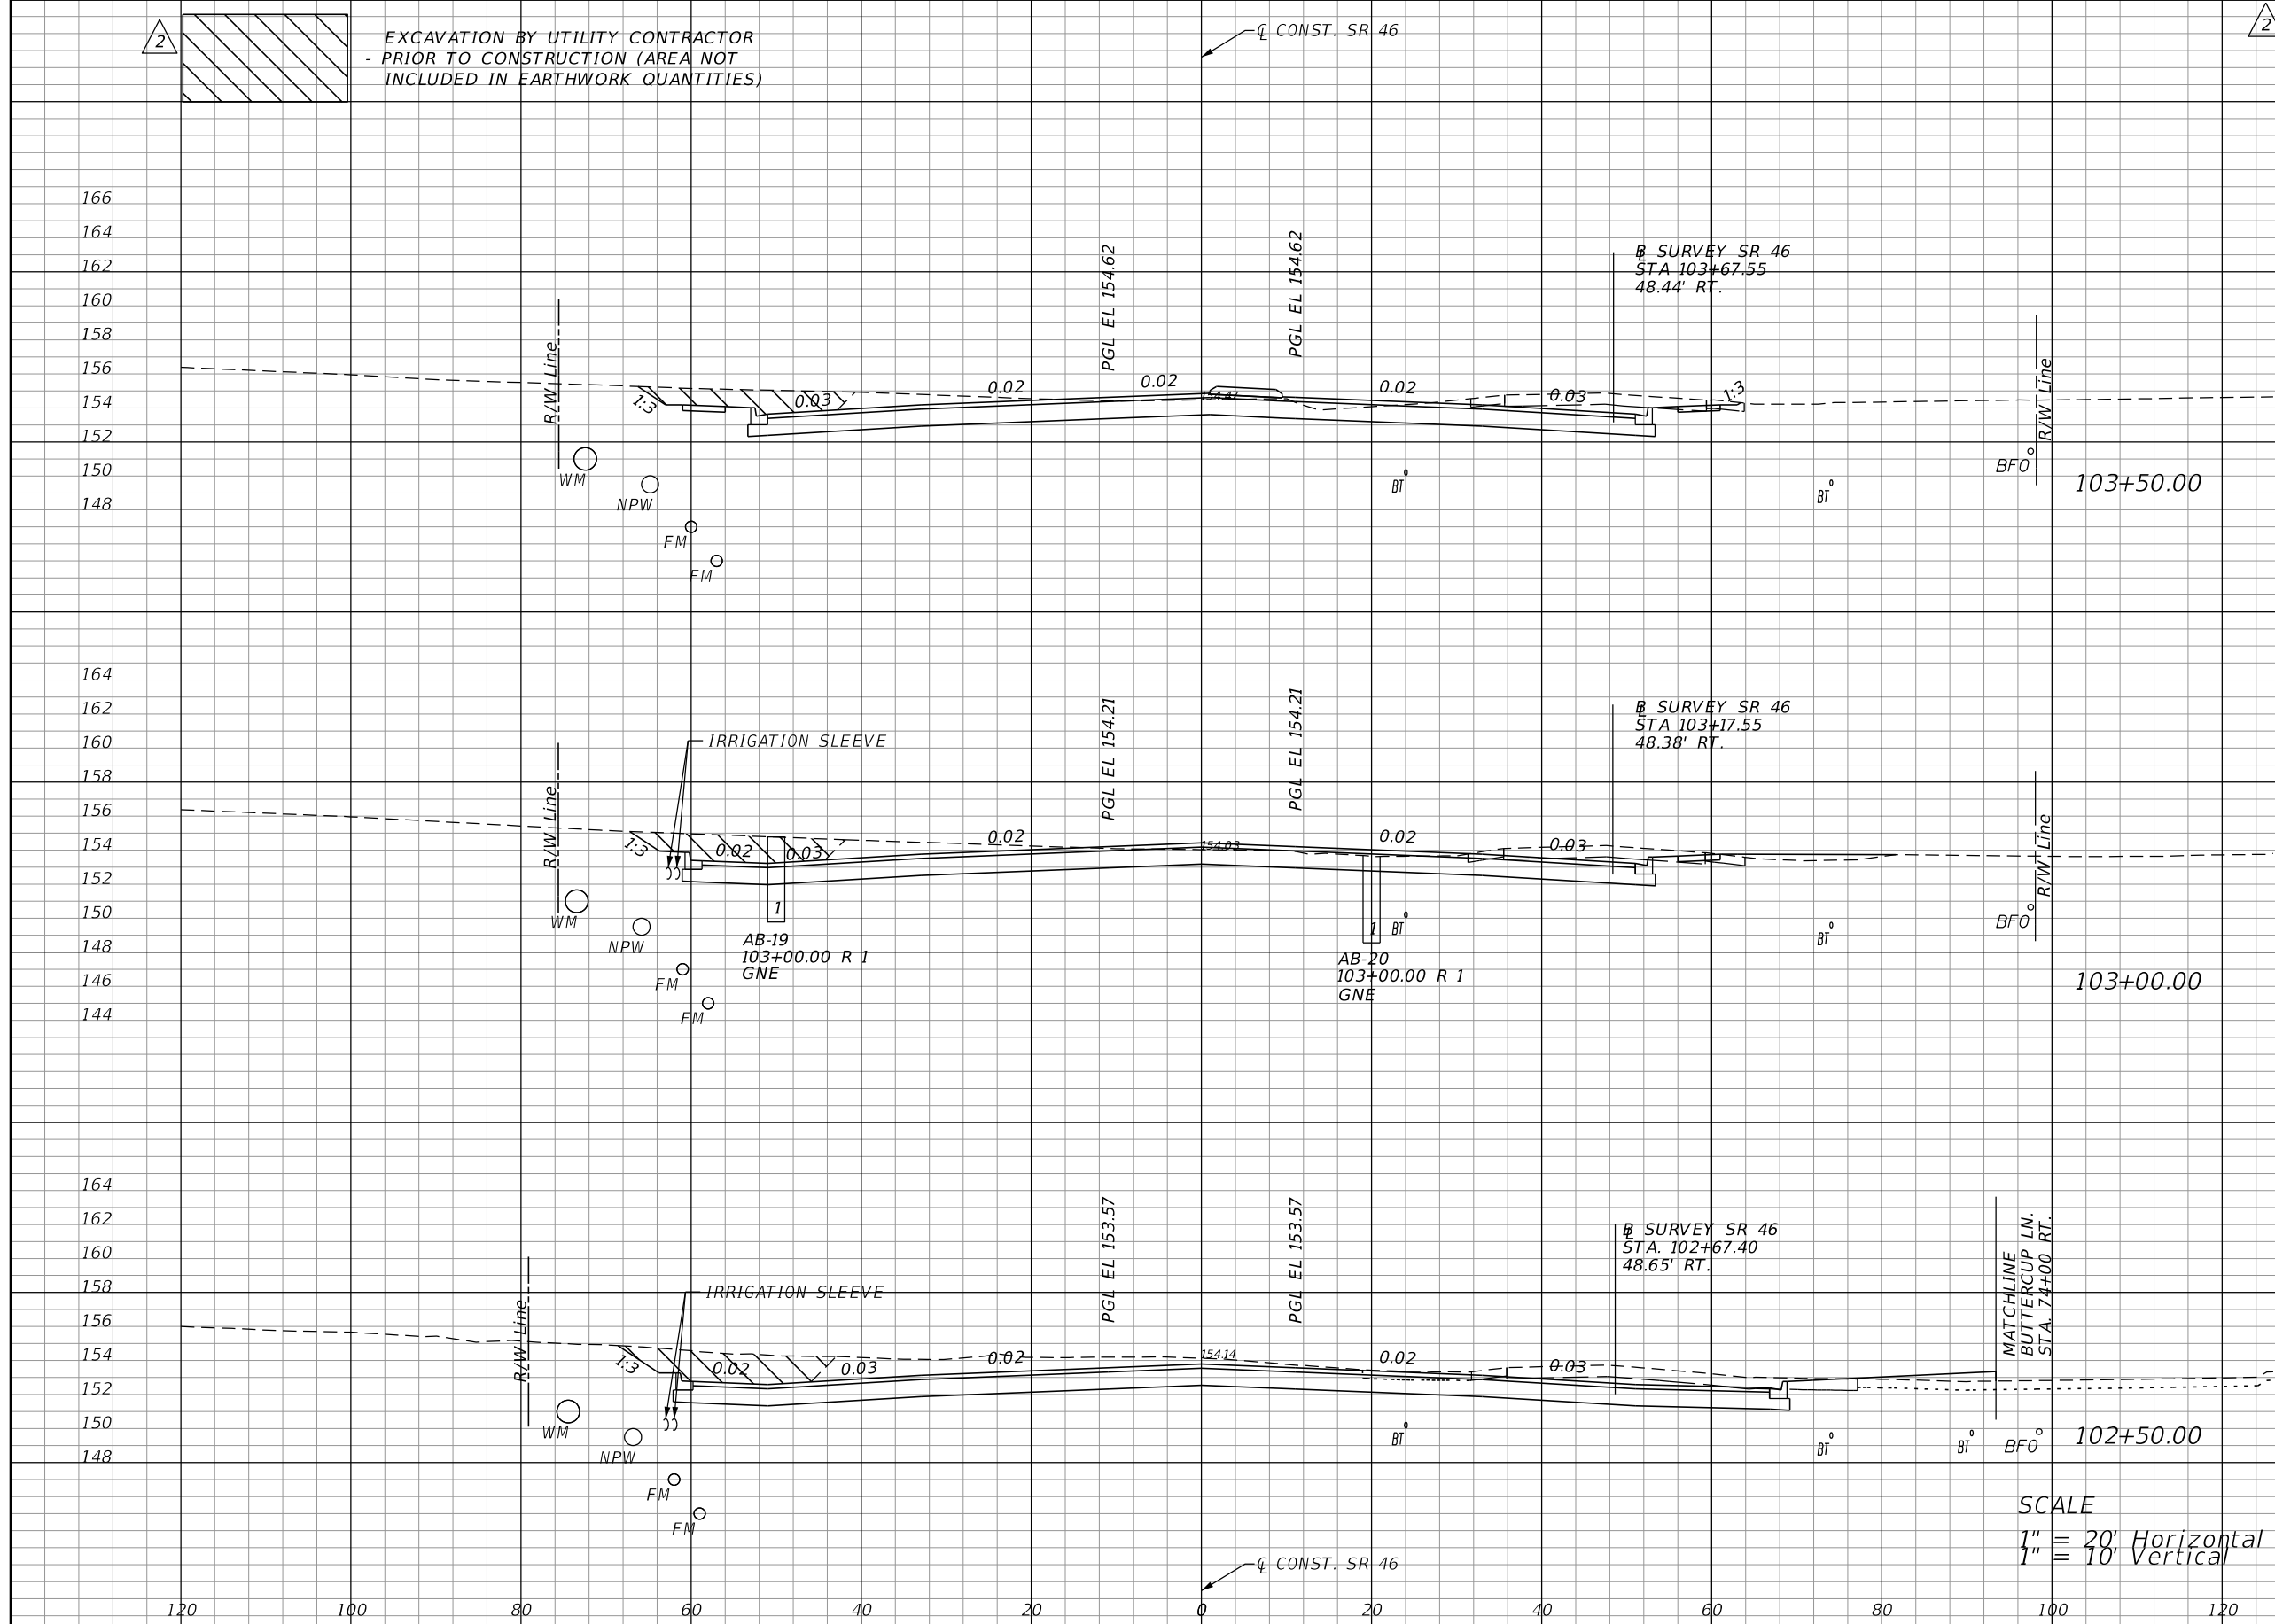 2
EXCAVATION BY UTILITY CONTRACTOR
- PRIOR TO CONSTRUCTION (AREA NOT
INCLUDED IN EARTHWORK QUANTITIES)
℄ CONST. SR 46
2
166
164
162
160
158
156
154
152
150
148
R/W Line
1:3
0.03
0.02
PGL EL 154.62
0.02
154.47
PGL EL 154.62
0.02
0.03
B̲L SURVEY SR 46
STA 103+67.55
48.44' RT.
1:3
R/W Line
WM
NPW
FM
FM
BT
BT
BFO
103+50.00
164
162
160
158
156
154
152
150
148
146
144
IRRIGATION SLEEVE
R/W Line
1:3
0.02
0.03
0.02
PGL EL 154.21
154.03
PGL EL 154.21
0.02
0.03
BL SURVEY SR 46
STA 103+17.55
48.38' RT.
R/W Line
WM
NPW
FM
FM
1
AB-19
103+00.00 R 1
GNE
1
AB-20
103+00.00 R 1
GNE
BT
BT
BFO
103+00.00
164
162
160
158
156
154
152
150
148
IRRIGATION SLEEVE
R/W Line
1:3
0.02
0.03
0.02
PGL EL 153.57
154.14
PGL EL 153.57
0.02
0.03
BL SURVEY SR 46
STA. 102+67.40
48.65' RT.
MATCHLINE
BUTTERCUP LN.
STA. 74+00 RT.
WM
NPW
FM
FM
BT
BT
BT
BFO
102+50.00
SCALE
1" = 20' Horizontal
1" = 10' Vertical
℄ CONST. SR 46
120 100 80 60 40 20 0 20 40 60 80 100 120